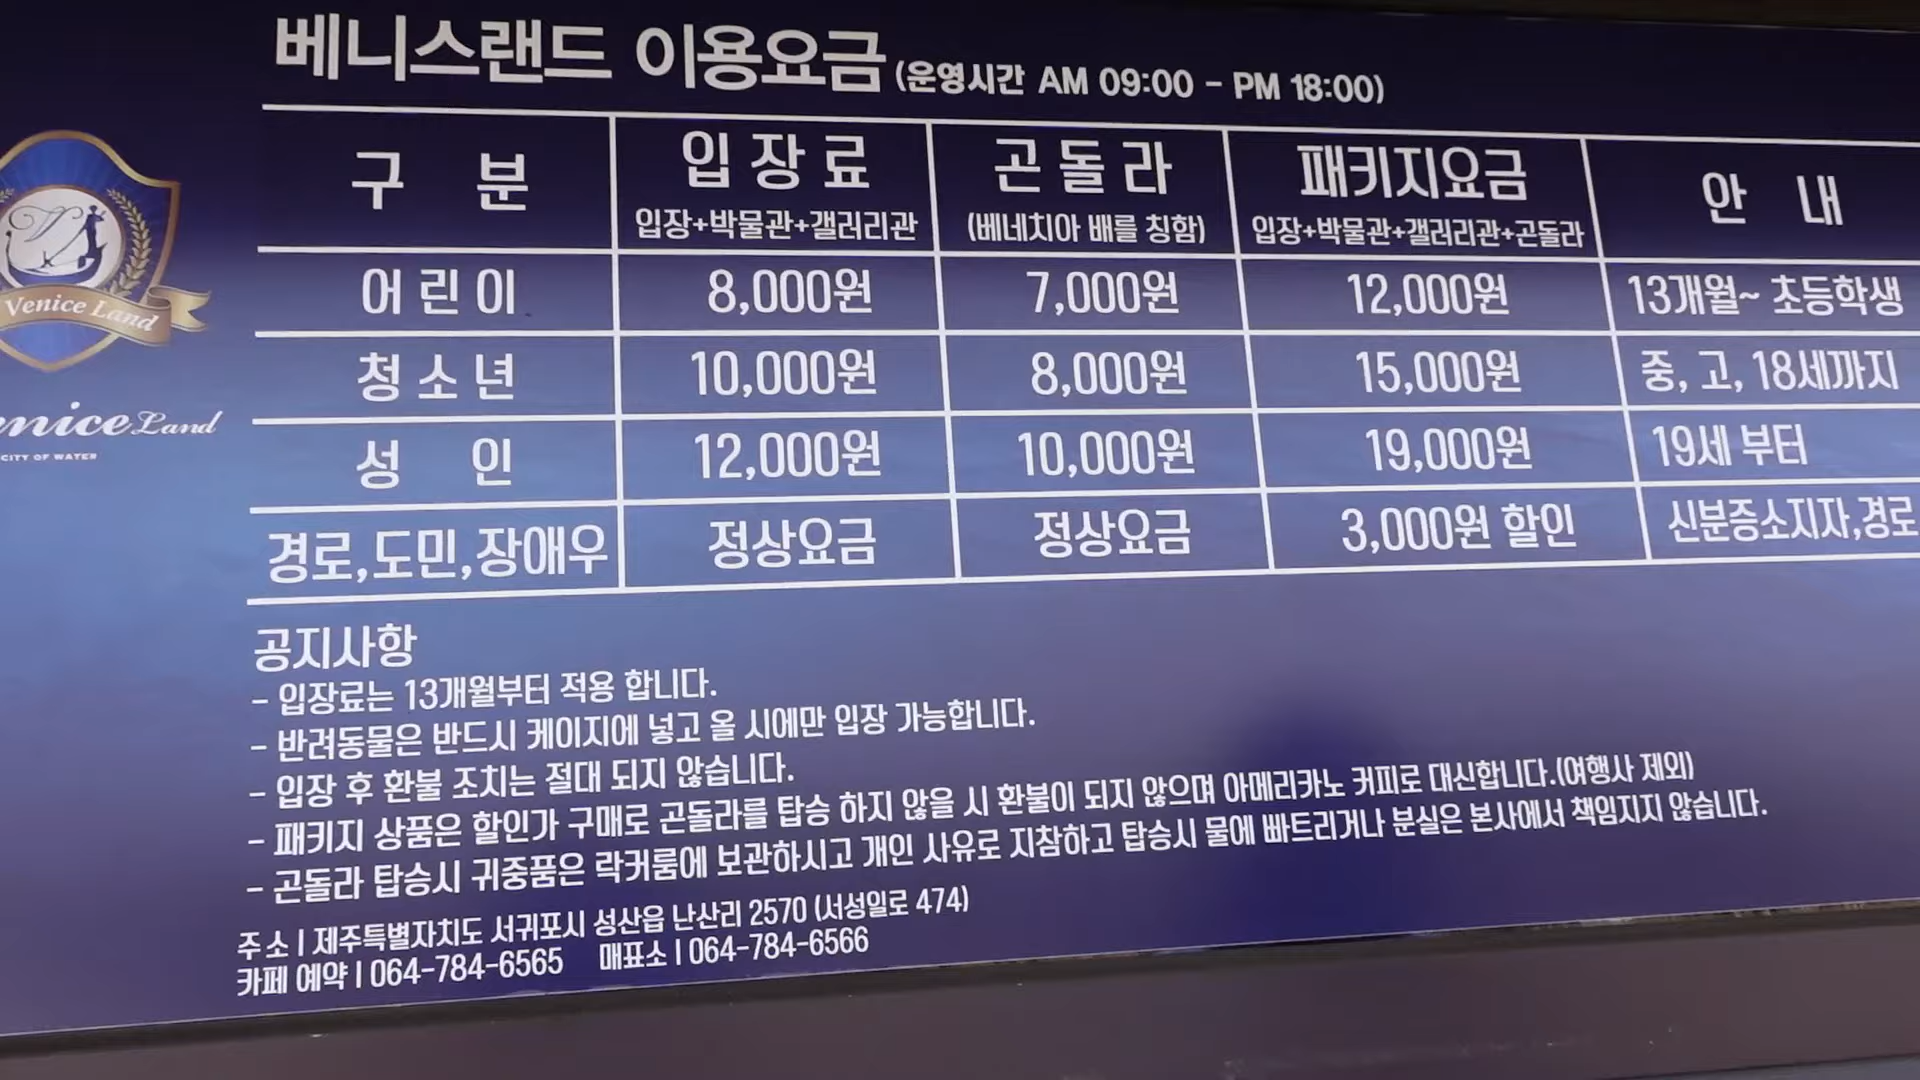 베니스랜드 이용요금 (운영시간 AM 09:00 - PM 18:00)
구 분 입장료 곤돌라 패키지요금 안 내
입장+박물관+갤러리관 (베네치아 배를 칭함) 입장+박물관+갤러리관+곤돌라
어린이 8,000원 7,000원 12,000원 13개월~ 초등학생
청소년 10,000원 8,000원 15,000원 중, 고, 18세까지
성 인 12,000원 10,000원 19,000원 19세 부터
경로,도민,장애우 정상요금 정상요금 3,000원 할인 신분증소지자,경로
Venice Land
enice Land
CITY OF WATER
공지사항
- 입장료는 13개월부터 적용 합니다.
- 반려동물은 반드시 케이지에 넣고 올 시에만 입장 가능합니다.
- 입장 후 환불 조치는 절대 되지 않습니다.
- 패키지 상품은 할인가 구매로 곤돌라를 탑승 하지 않을 시 환불이 되지 않으며 아메리카노 커피로 대신합니다.(여행사 제외)
- 곤돌라 탑승시 귀중품은 락커룸에 보관하시고 개인 사유로 지참하고 탑승시 물에 빠트리거나 분실은 본사에서 책임지지 않습니다.
주 소 | 제주특별자치도 서귀포시 성산읍 난산리 2570 (서성일로 474)
카페 예약 | 064-784-6565 매표소 | 064-784-6566